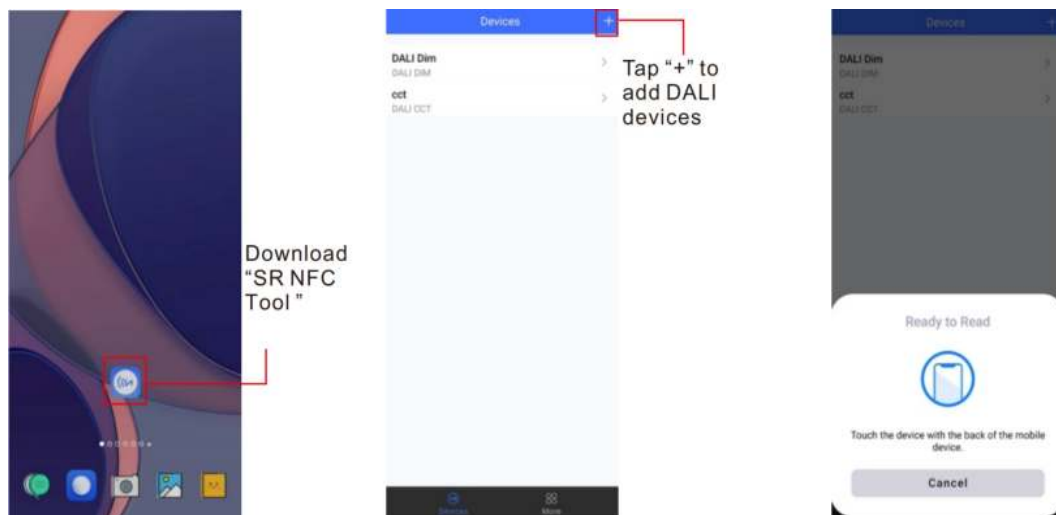 Download
“SR NFC
Tool ”
Devices
+
DALI Dim
DALI DIM
cct
DALI CCT
Devices
More
Tap “+” to
add DALI
devices
Devices
+
DALI Dim
DALI DIM
cct
DALI CCT
Ready to Read
Touch the device with the back of the mobile
device.
Cancel